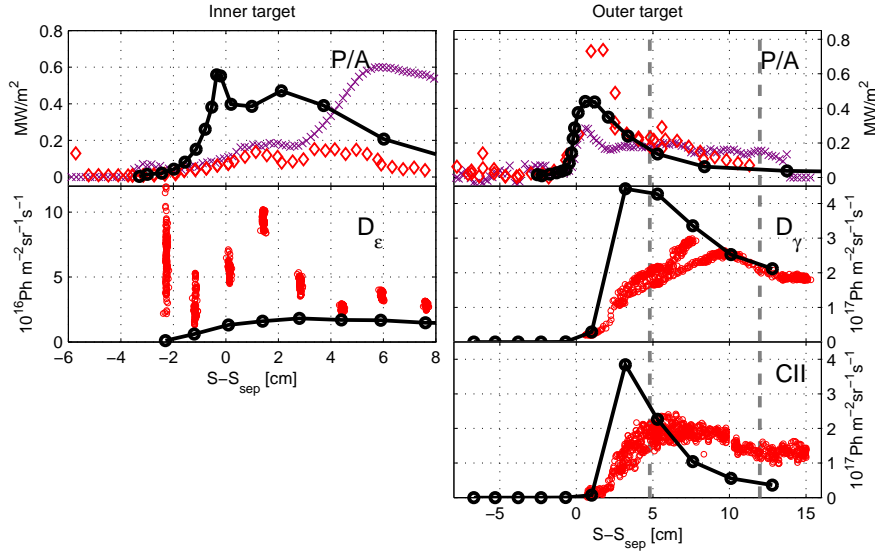 Inner target
Outer target
0.8
0.6
0.4
0.2
0
MW/m²
P/A
P/A
0.8
0.6
0.4
0.2
0
MW/m²
10
5
0
10¹⁶Ph m⁻²sr⁻¹s⁻¹
Dε
−6 −4 −2 0 2 4 6 8
S−Ssep [cm]
Dγ
4
3
2
1
0
10¹⁷Ph m⁻²sr⁻¹s⁻¹
CII
4
3
2
1
0
10¹⁷Ph m⁻²sr⁻¹s⁻¹
−5 0 5 10 15
S−Ssep [cm]